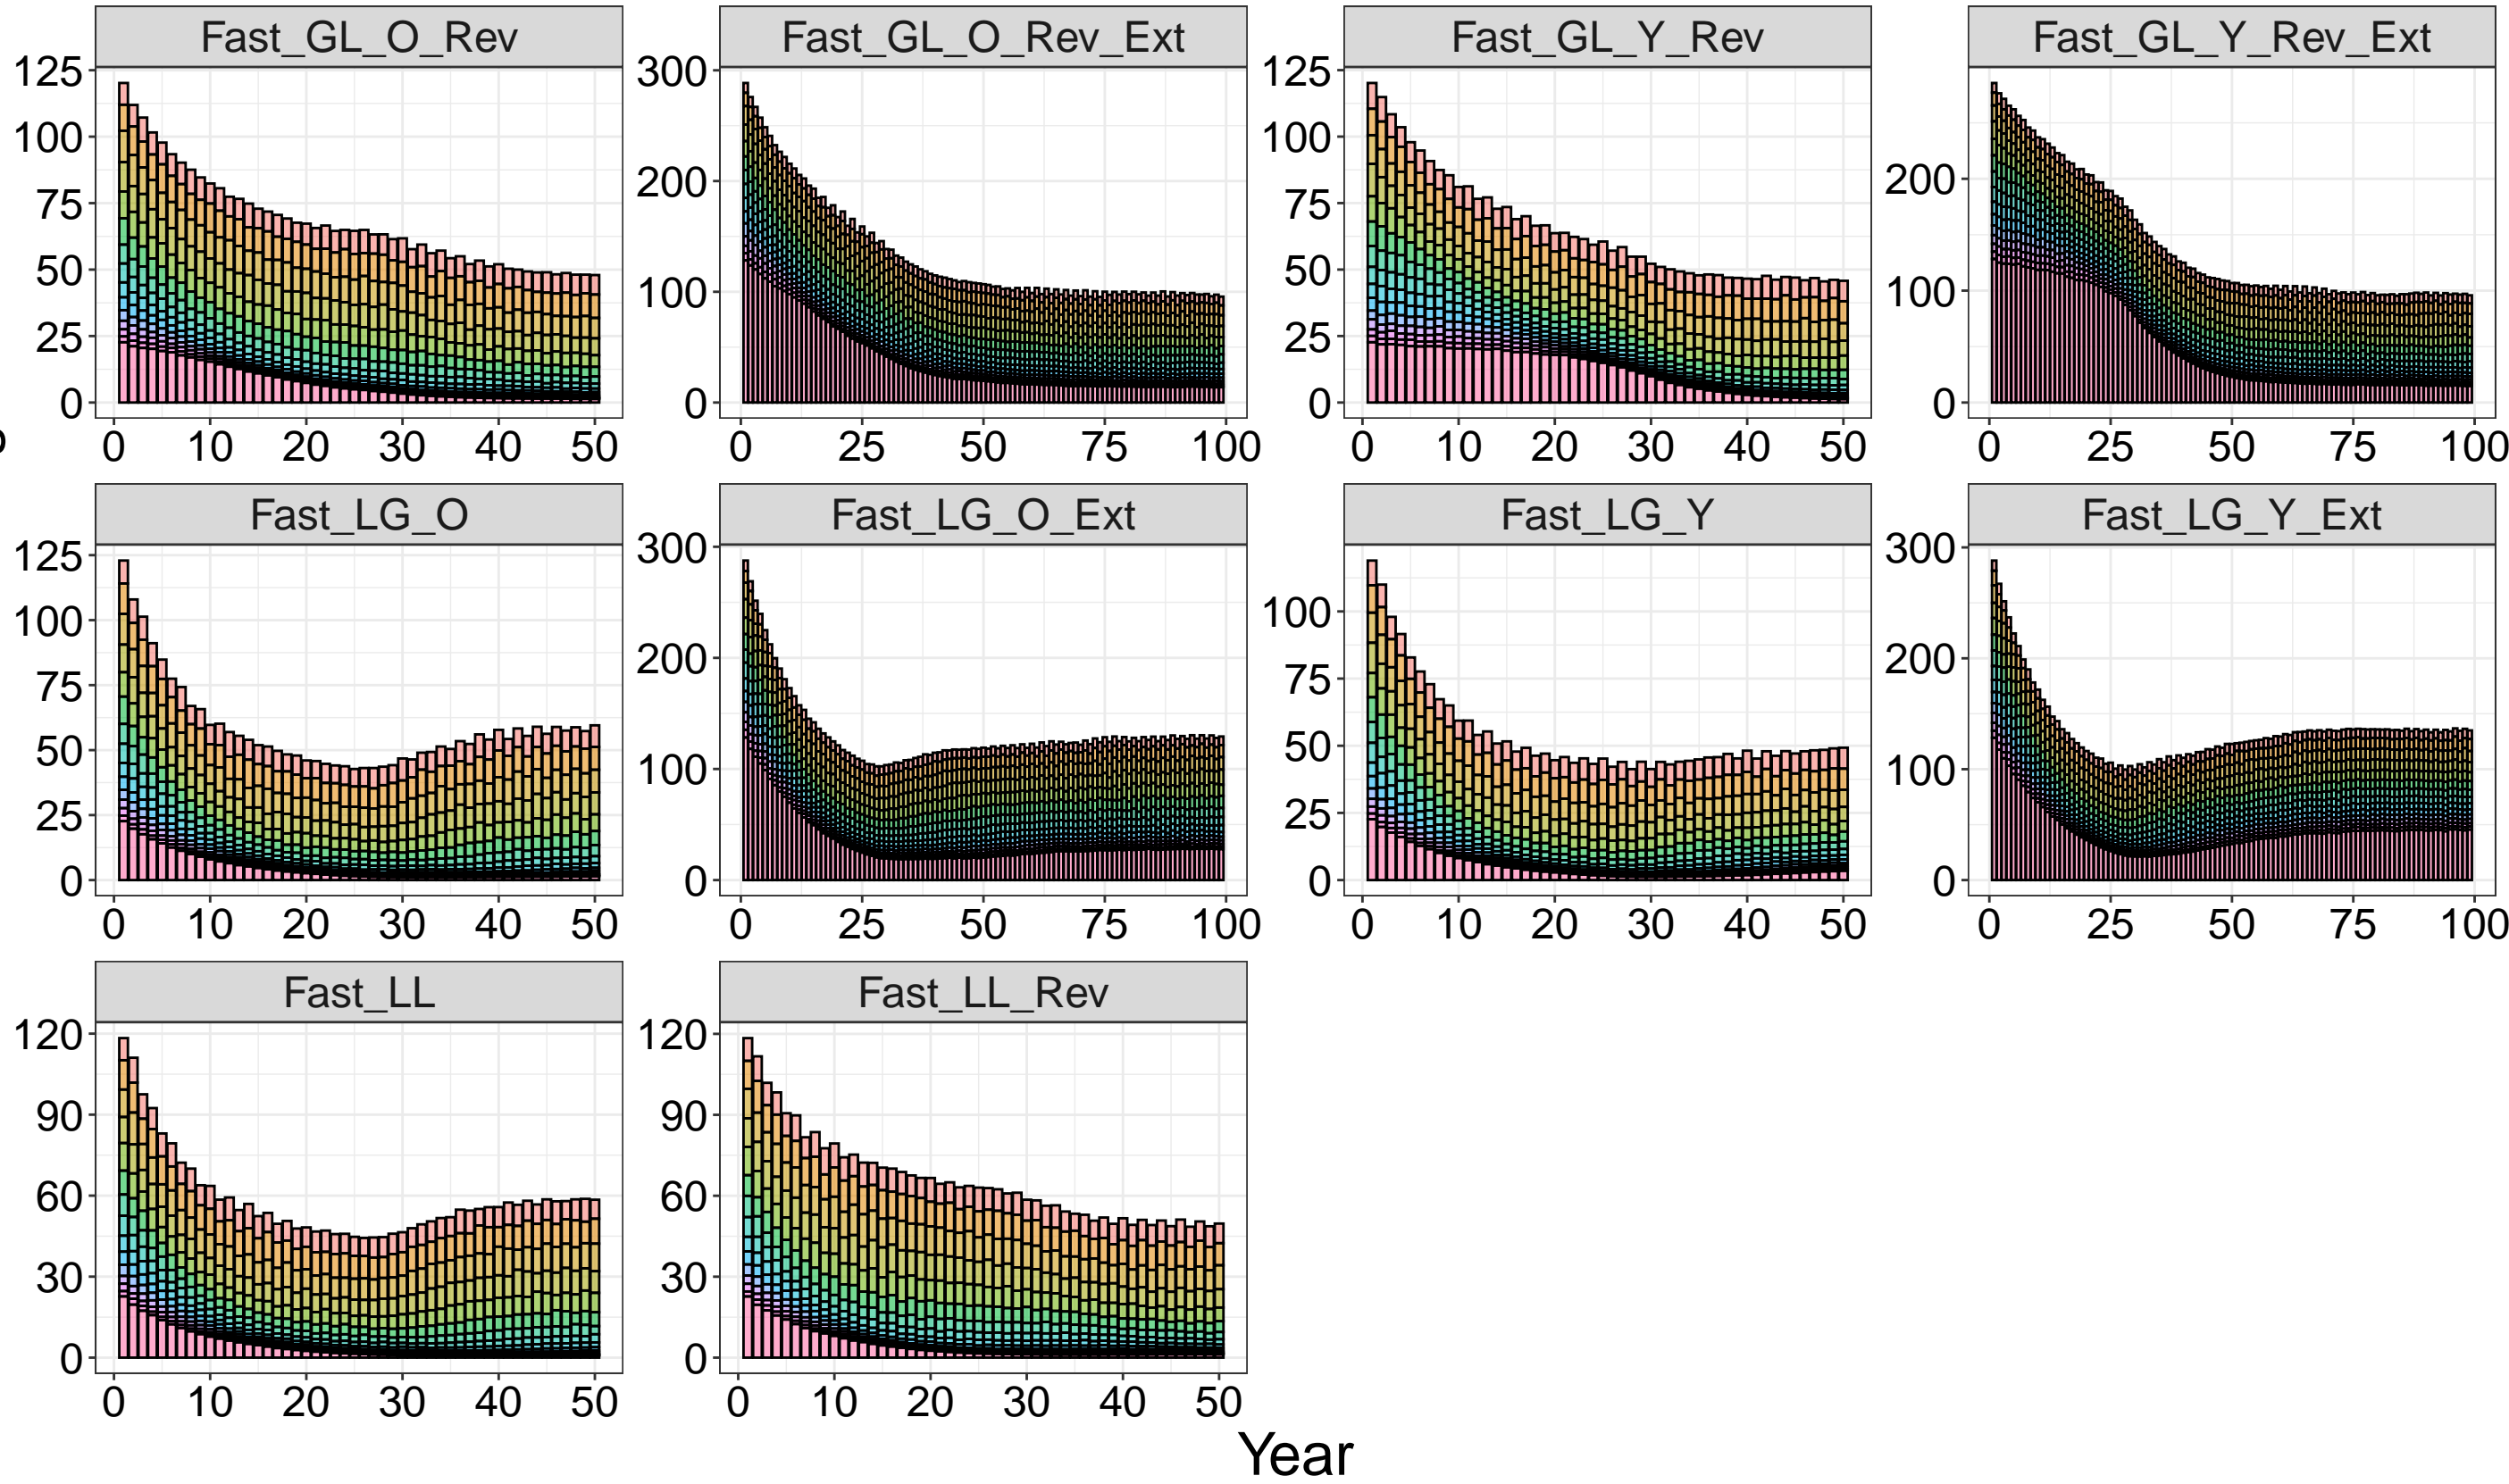 Fast_GL_O_Rev Fast_GL_O_Rev_Ext Fast_GL_Y_Rev Fast_GL_Y_Rev_Ext
125 300 125
100 200 100 200
75 75
50 100 50 100
25 25
0 0 0 0
0 10 20 30 40 50 0 25 50 75 100 0 10 20 30 40 50 0 25 50 75 100
Fast_LG_O Fast_LG_O_Ext Fast_LG_Y Fast_LG_Y_Ext
125 300 300
100 200 100 200
75 75
50 100 50 100
25 25
0 0 0 0
0 10 20 30 40 50 0 25 50 75 100 0 10 20 30 40 50 0 25 50 75 100
Fast_LL Fast_LL_Rev
120 120
90 90
60 60
30 30
0 0
0 10 20 30 40 50 0 10 20 30 40 50
Year